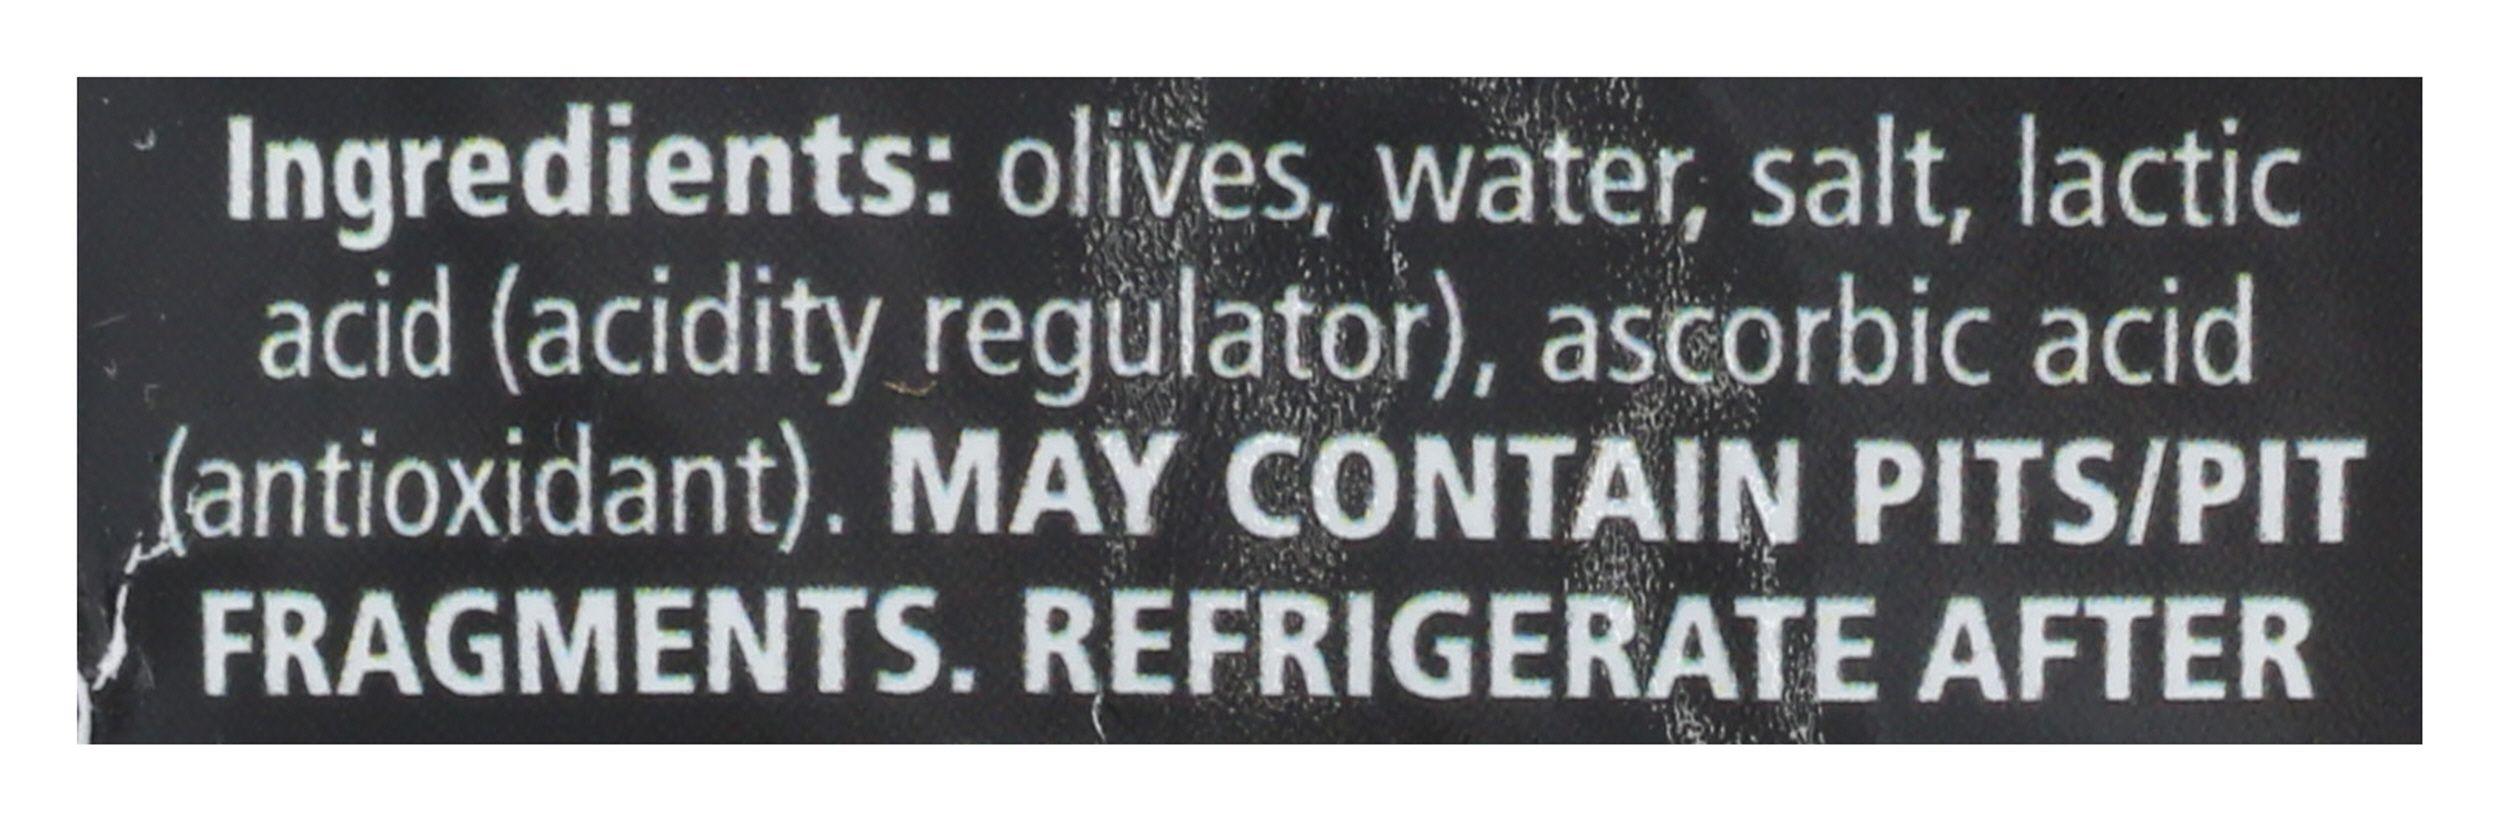 Ingredients: olives, water, salt, lactic
acid (acidity regulator), ascorbic acid
(antioxidant). MAY CONTAIN PITS/PIT
FRAGMENTS. REFRIGERATE AFTER